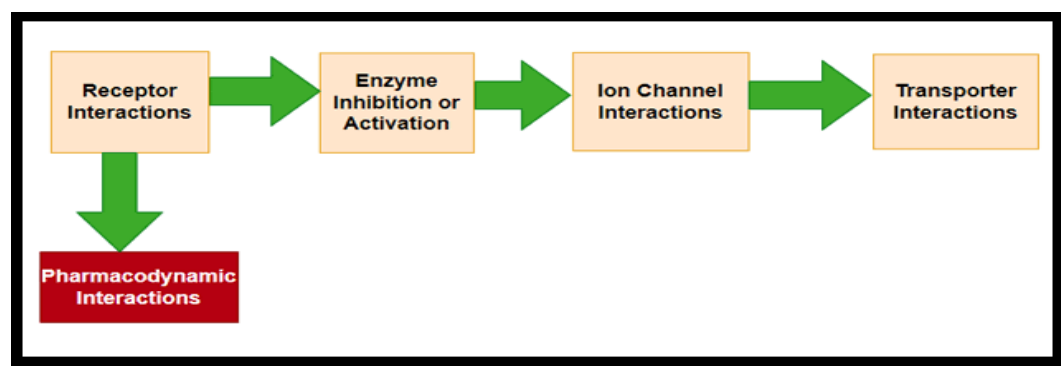 Receptor
Interactions
Enzyme
Inhibition or
Activation
Ion Channel
Interactions
Transporter
Interactions
Pharmacodynamic
Interactions